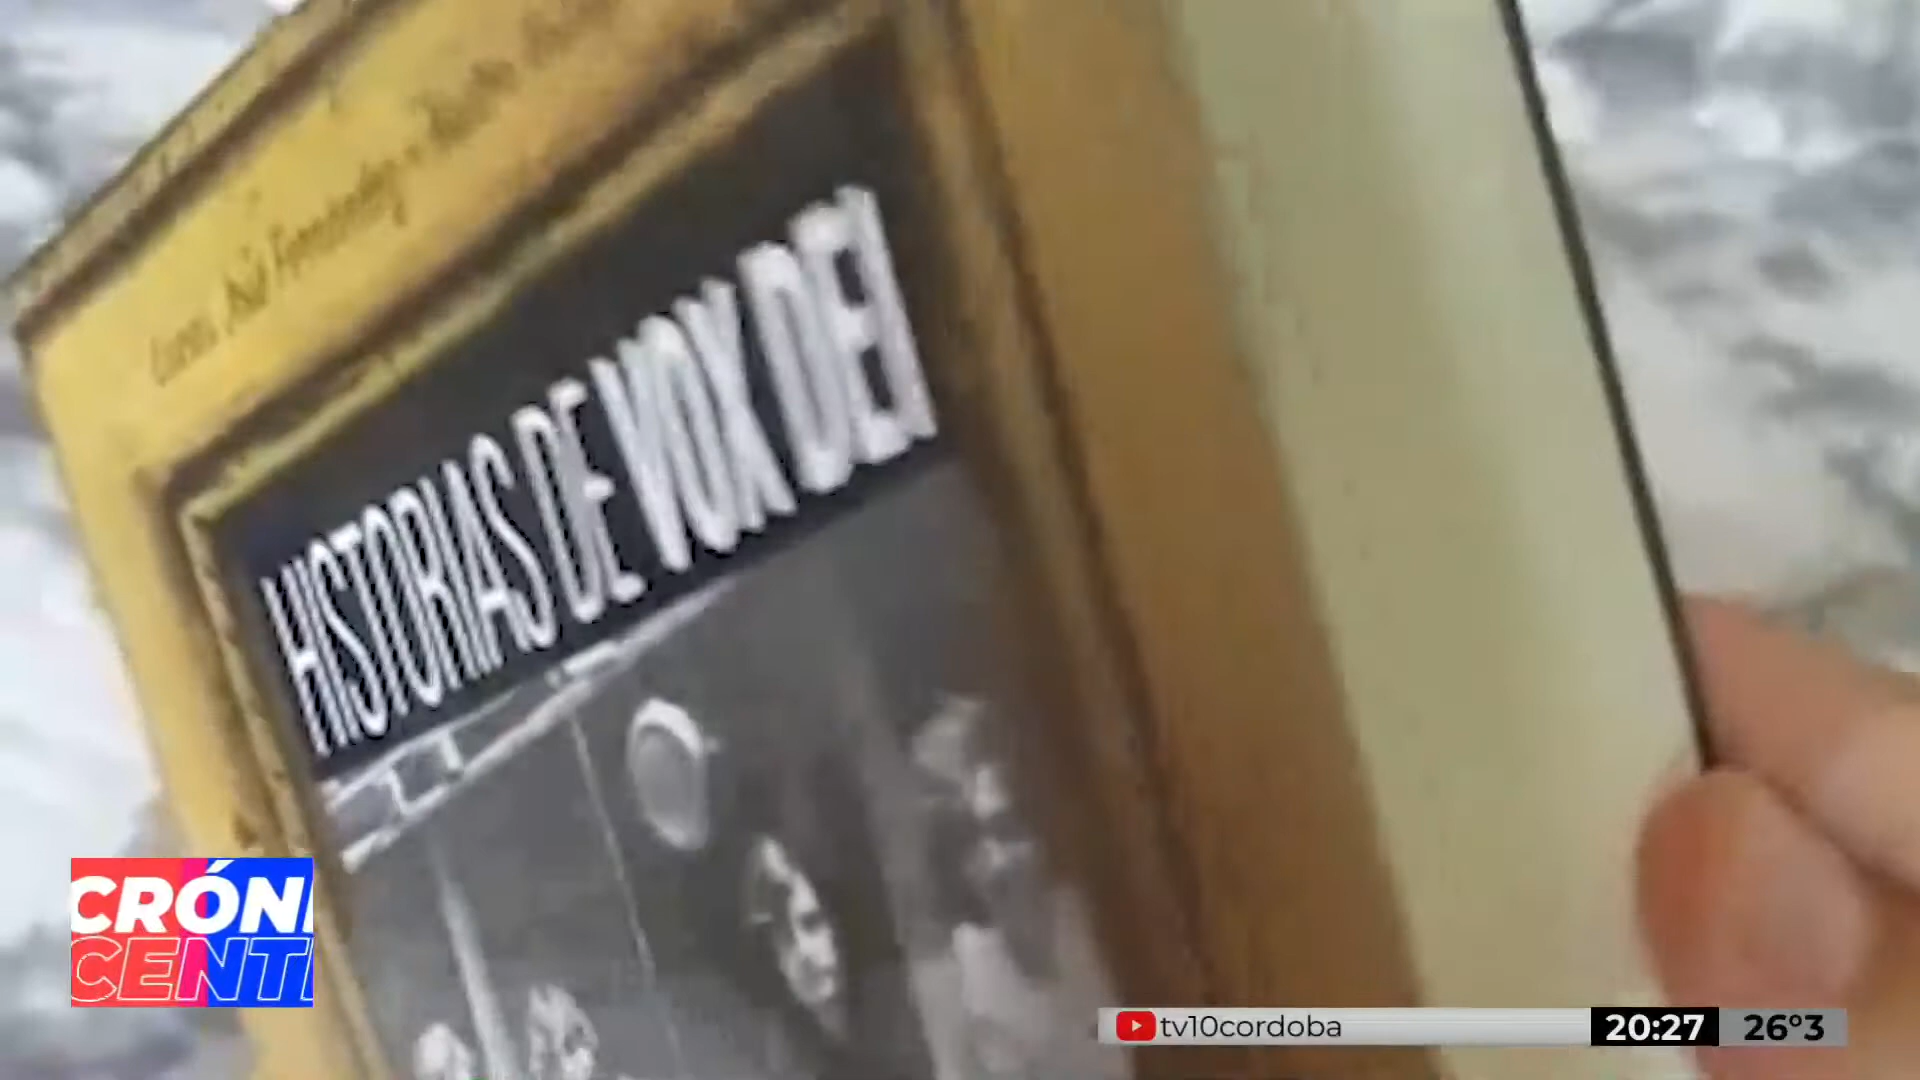 HISTORIAS DE VOX DEI
CRÓNI
CENT
tv10cordoba
20:27
26°3